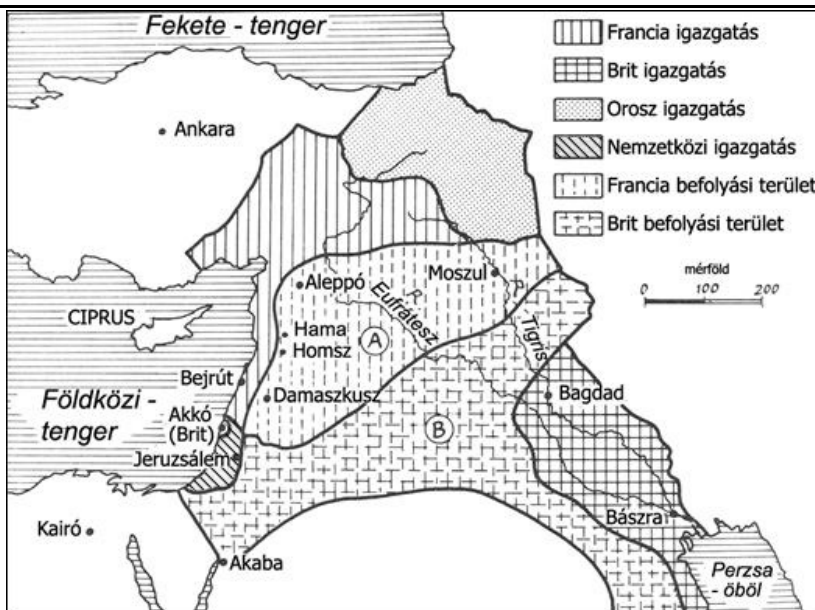 Fekete - tenger
Francia igazgatás
Brit igazgatás
Orosz igazgatás
Nemzetközi igazgatás
Francia befolyási terület
Brit befolyási terület
mérföld
0 100 200
Ankara
Moszul
Aleppó
Eufrátesz
Tigris
CIPRUS
Hama
A
Homsz
Bejrút
Damaszkusz
Bagdad
Földközi -
tenger
Akkó
(Brit)
B
Jeruzsálem
Bászra
Kairó
Akaba
Perzsa
- öböl